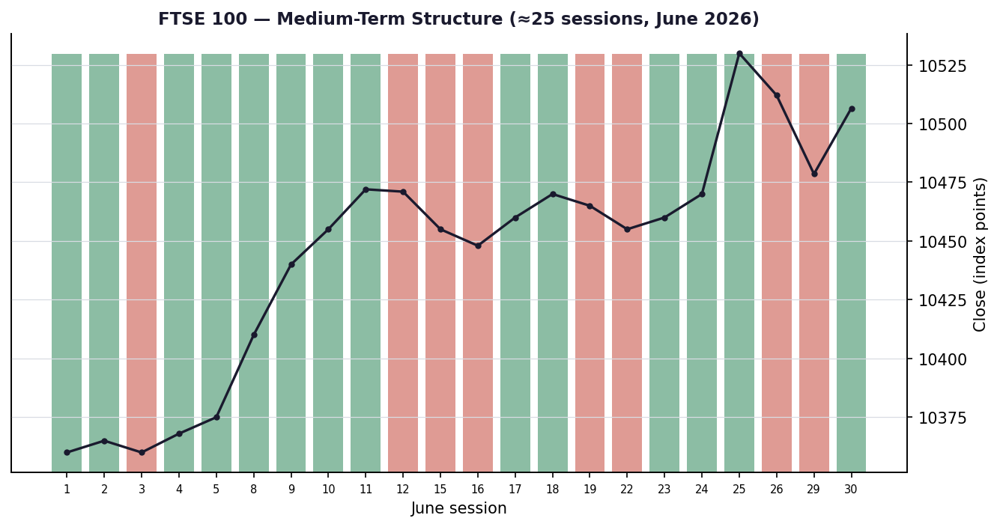 FTSE 100 — Medium-Term Structure (≈25 sessions, June 2026)
10525
10500
10475
10450
10425
10400
10375
Close (index points)
1 2 3 4 5 8 9 10 11 12 15 16 17 18 19 22 23 24 25 26 29 30
June session